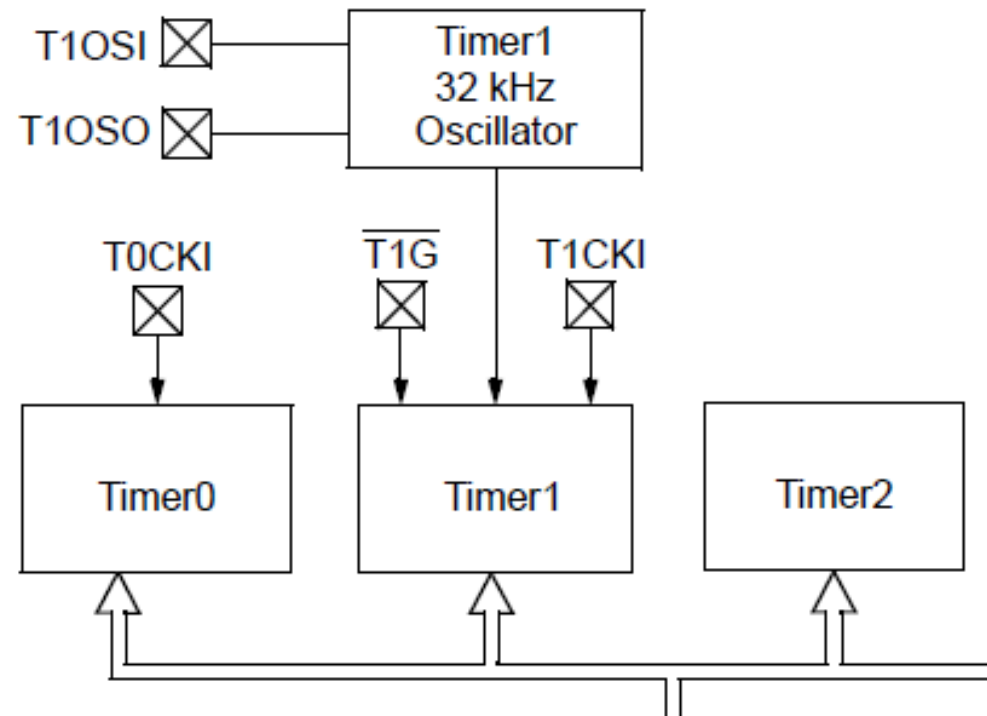 T1OSI
Timer1
32 kHz
Oscillator
T1OSO
T0CKI
T1G
T1CKI
Timer0
Timer1
Timer2